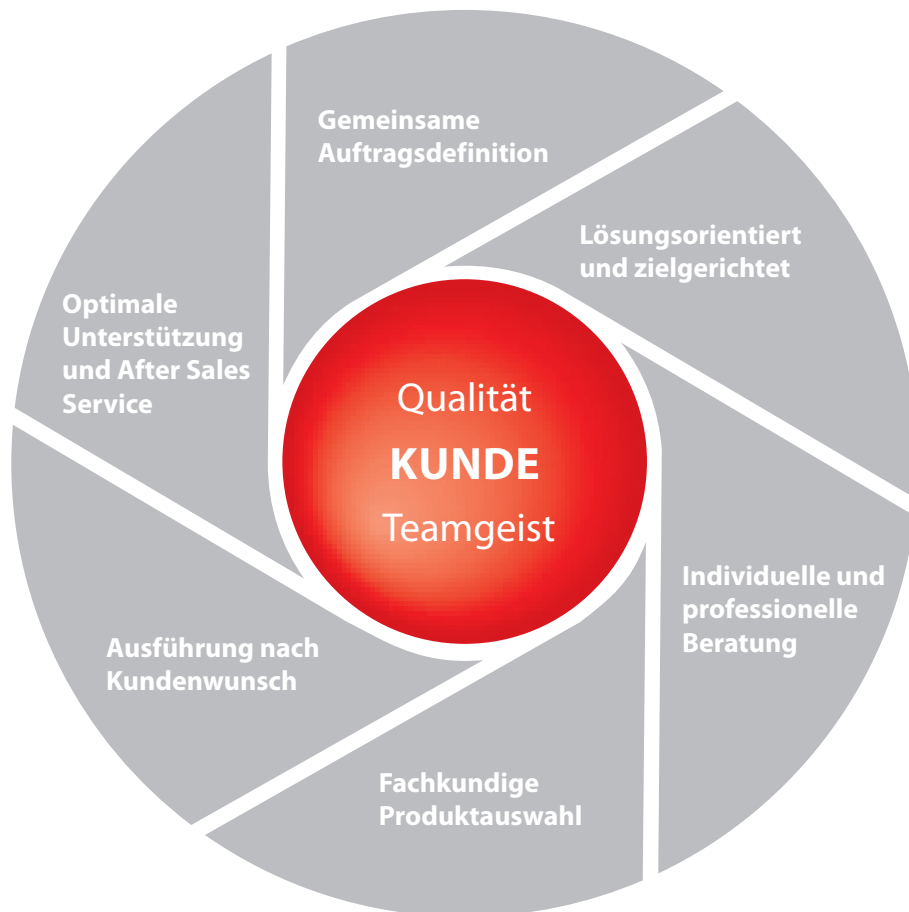 Gemeinsame
Auftragsdefinition
Lösungsorientiert
und zielgerichtet
Optimale
Unterstützung
und After Sales
Service
Qualität
KUNDE
Teamgeist
Individuelle und
professionelle
Beratung
Ausführung nach
Kundenwunsch
Fachkundige
Produktauswahl